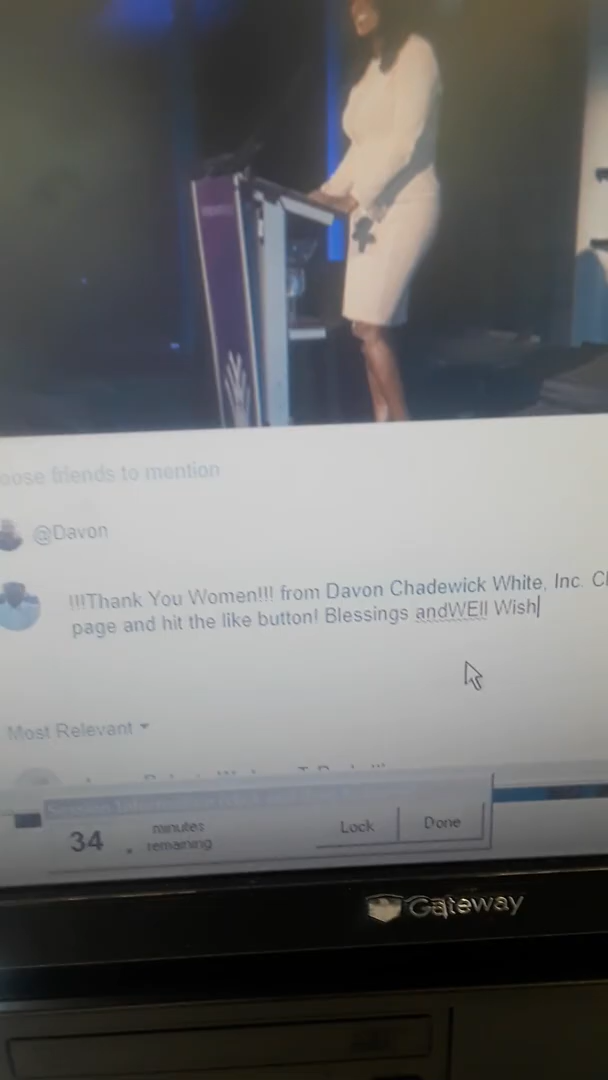 oose friends to mention
@Davon
!!!Thank You Women!!! from Davon Chadewick White, Inc. Cl
page and hit the like button! Blessings andWEll Wish
Most Relevant
34 minutes
remaining
Lock
Done
Gateway